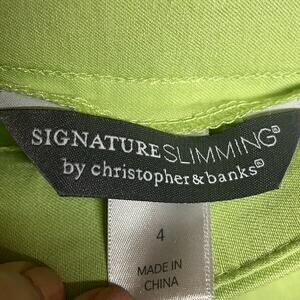 SIGNATURE SLIMMING®
by christopher & banks®
4
MADE IN
CHINA